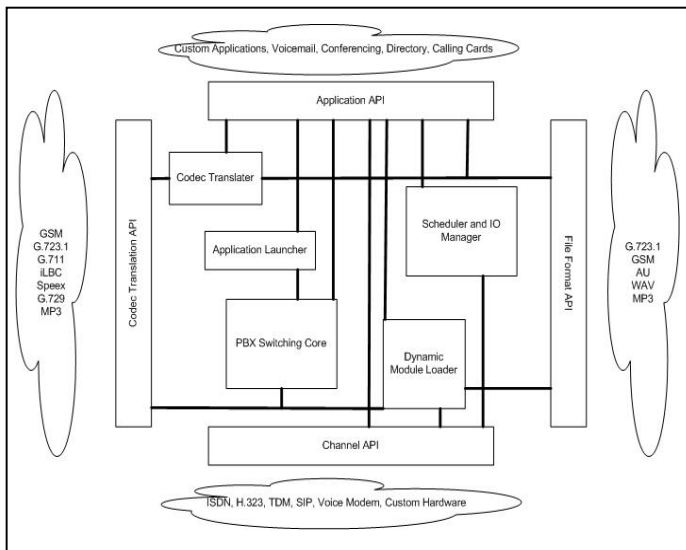 Custom Applications, Voicemail, Conferencing, Directory, Calling Cards
Application API
Codec Translater
Scheduler and IO
Manager
Application Launcher
PBX Switching Core
Dynamic
Module Loader
Codec Translation API
File Format API
GSM
G.723.1
G.711
iLBC
Speex
G.729
MP3
G.723.1
GSM
AU
WAV
MP3
Channel API
ISDN, H.323, TDM, SIP, Voice Modem, Custom Hardware